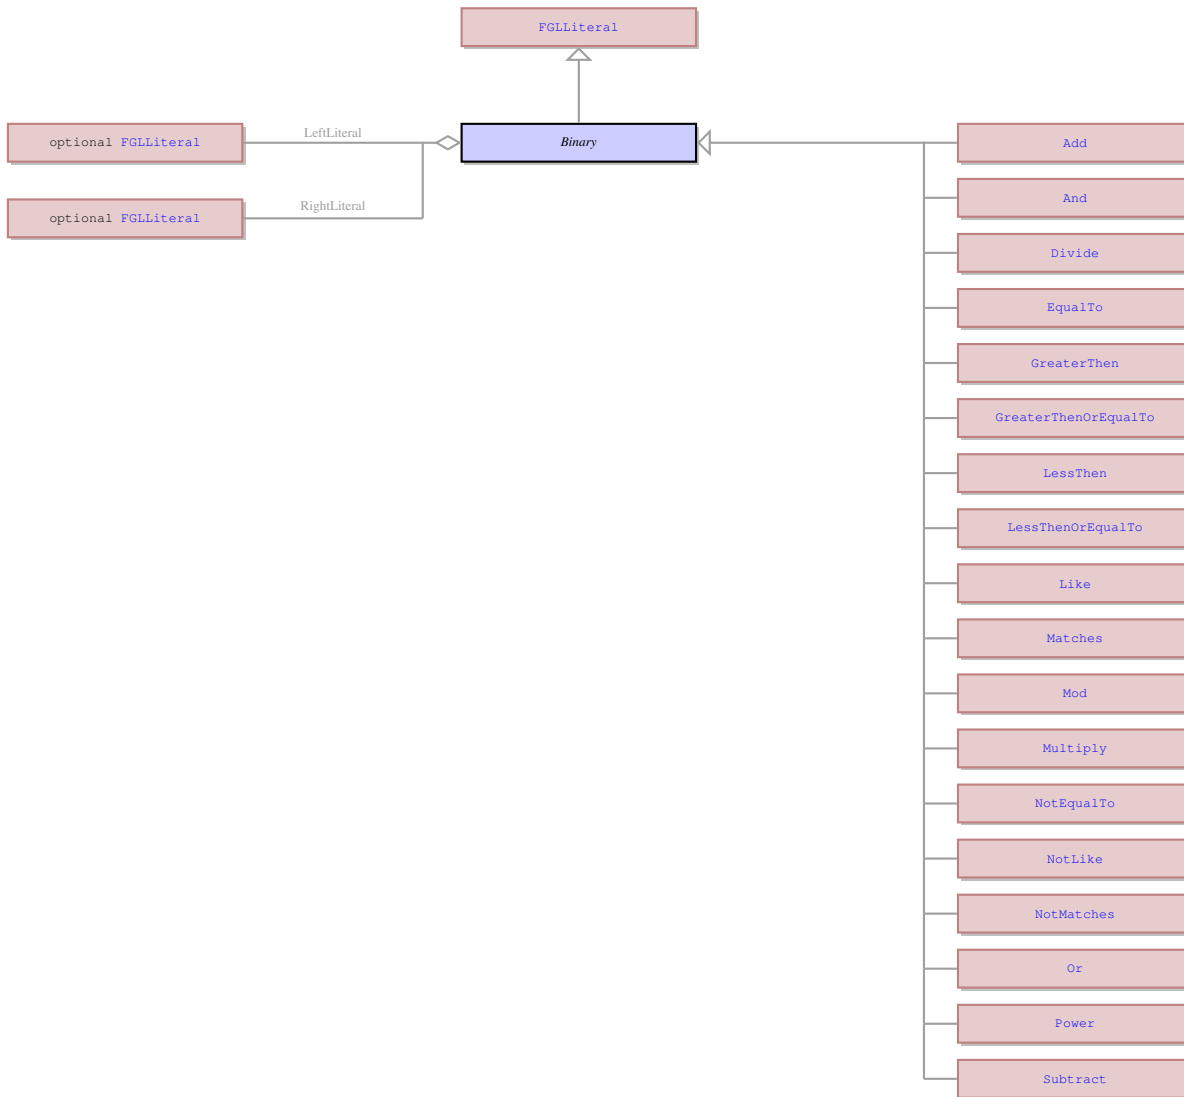 FGLLiteral
optional FGLLiteral
LeftLiteral
Binary
optional FGLLiteral
RightLiteral
Add
And
Divide
EqualTo
GreaterThen
GreaterThenOrEqualTo
LessThen
LessThenOrEqualTo
Like
Matches
Mod
Multiply
NotEqualTo
NotLike
NotMatches
Or
Power
Subtract